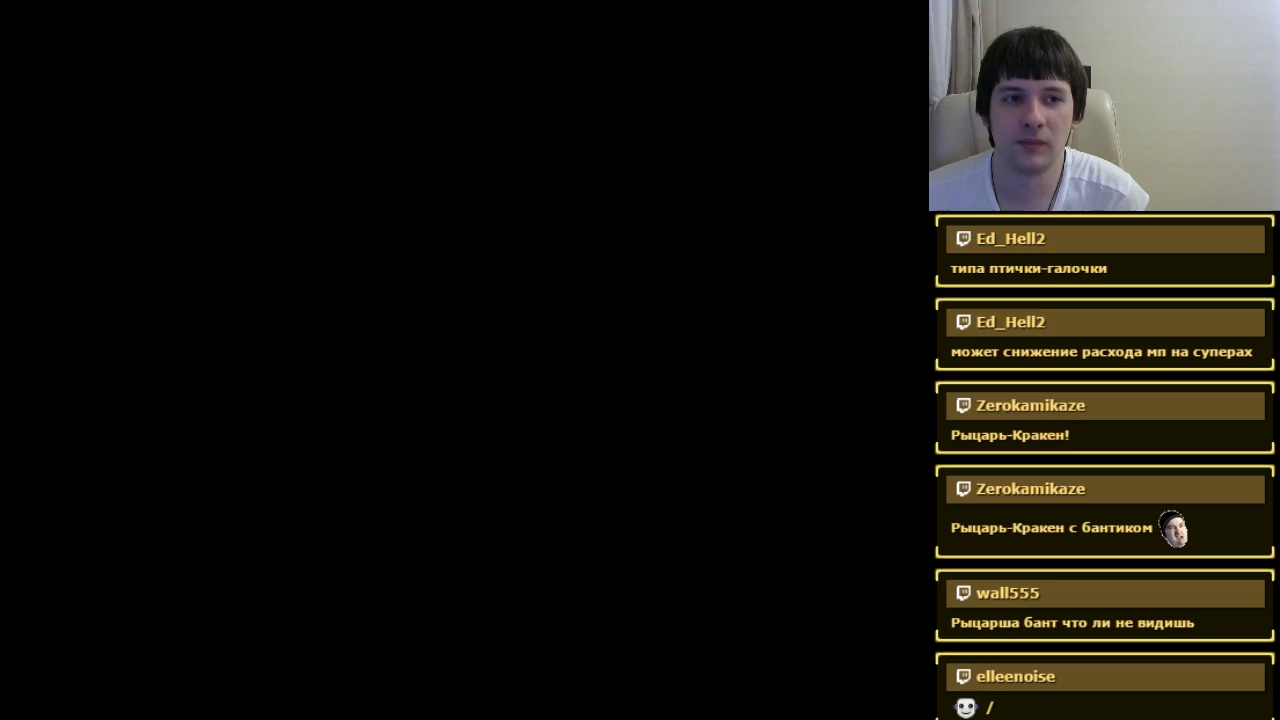 Ed_Hell2
типа птички-галочки
Ed_Hell2
может снижение расхода мп на суперах
Zerokamikaze
Рыцарь-Кракен!
Zerokamikaze
Рыцарь-Кракен с бантиком
wall555
Рыцарша бант что ли не видишь
elleenoise
/